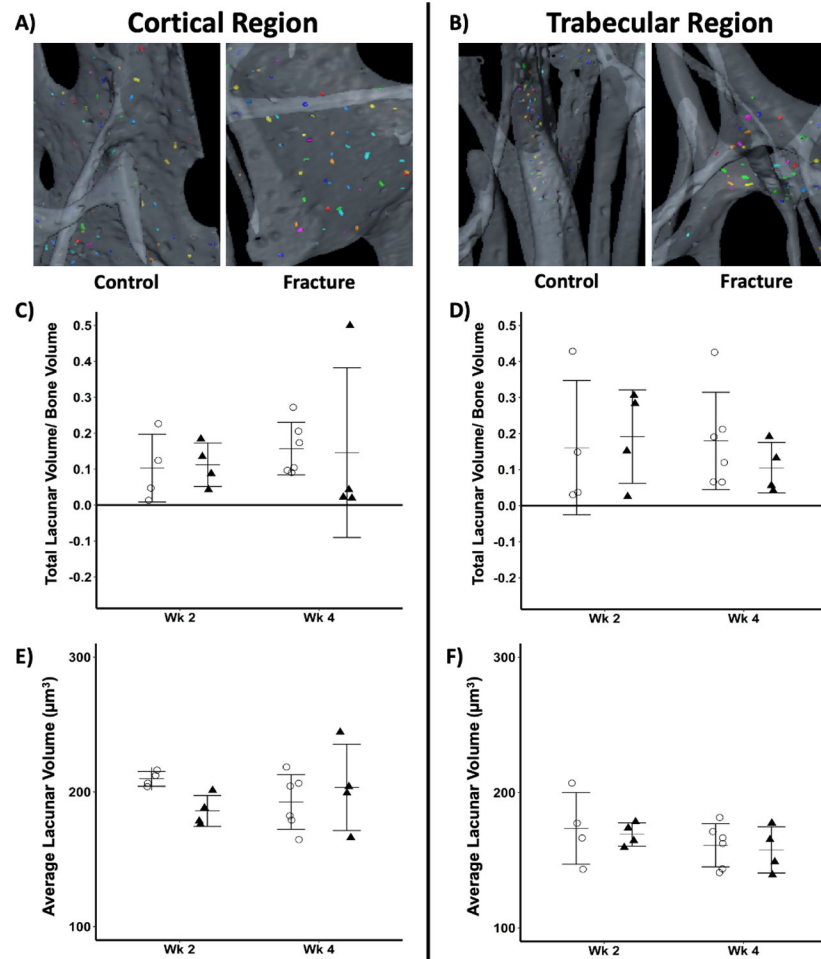 A) Cortical Region
Control Fracture
B) Trabecular Region
Control Fracture
C)
Total Lacunar Volume/ Bone Volume
0.5
0.4
0.3
0.2
0.1
0.0
-0.1
-0.2
Wk 2 Wk 4
D)
Total Lacunar Volume/ Bone Volume
0.5
0.4
0.3
0.2
0.1
0.0
-0.1
-0.2
Wk 2 Wk 4
E)
Average Lacunar Volume (µm³)
300
200
100
Wk 2 Wk 4
F)
Average Lacunar Volume (µm³)
300
200
100
Wk 2 Wk 4